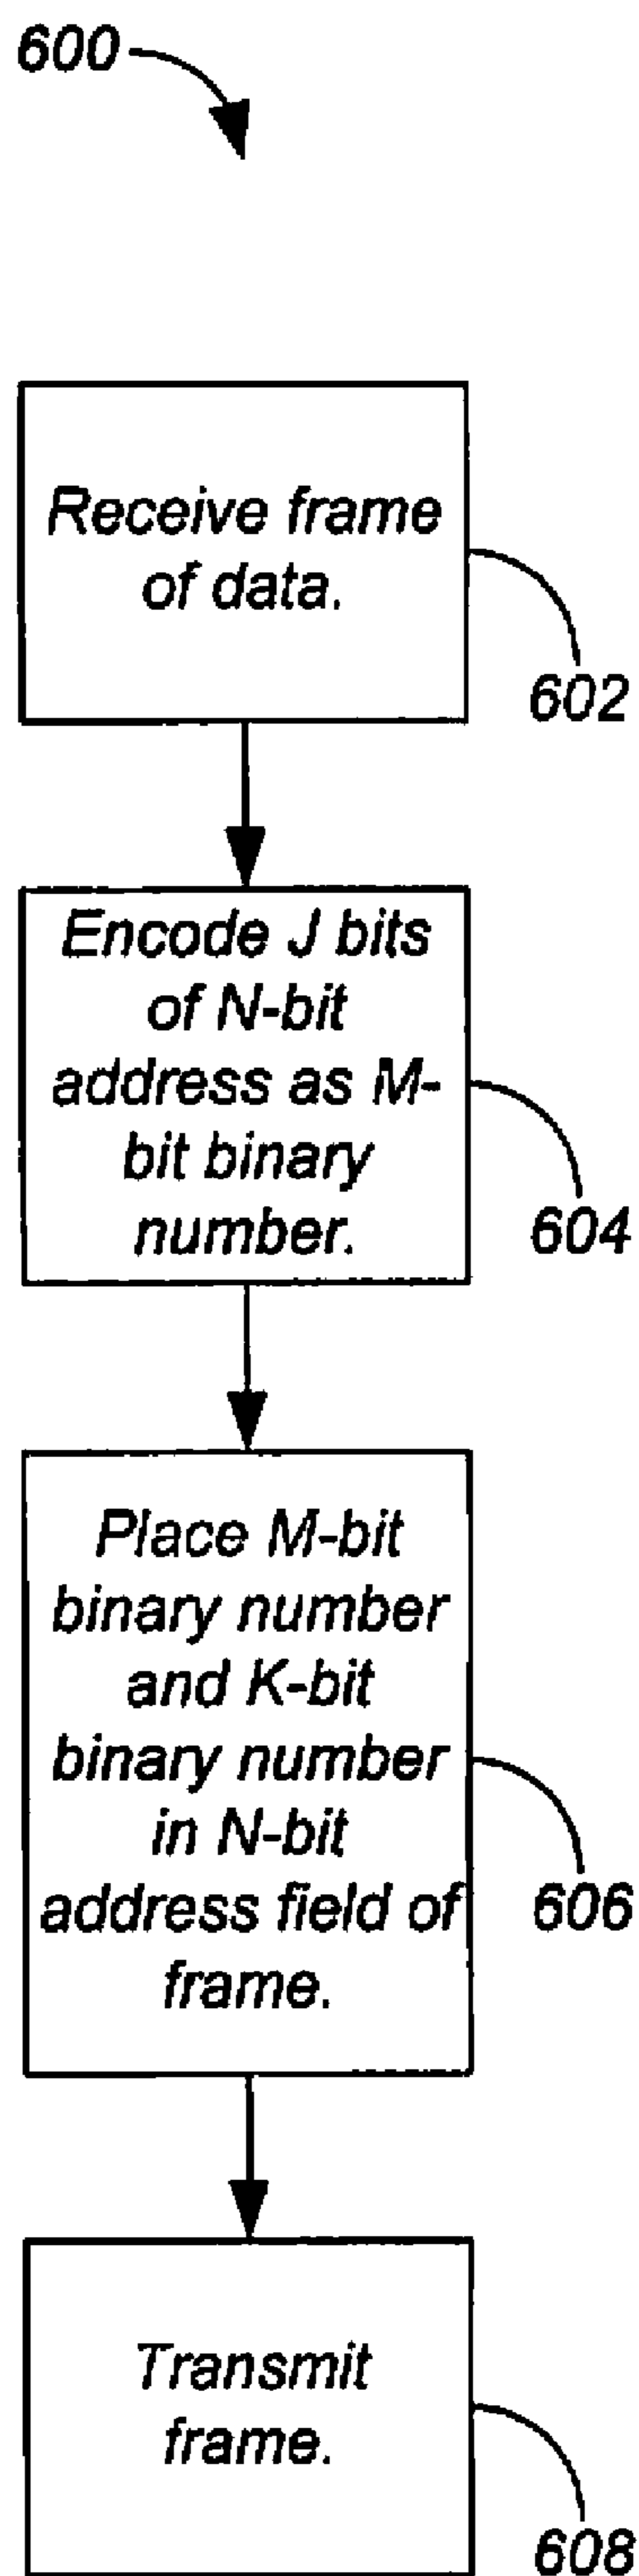 600
Receive frame
of data.
602
Encode J bits
of N-bit
address as M-
bit binary
number.
604
Place M-bit
binary number
and K-bit
binary number
in N-bit
address field of
frame.
606
Transmit
frame.
608